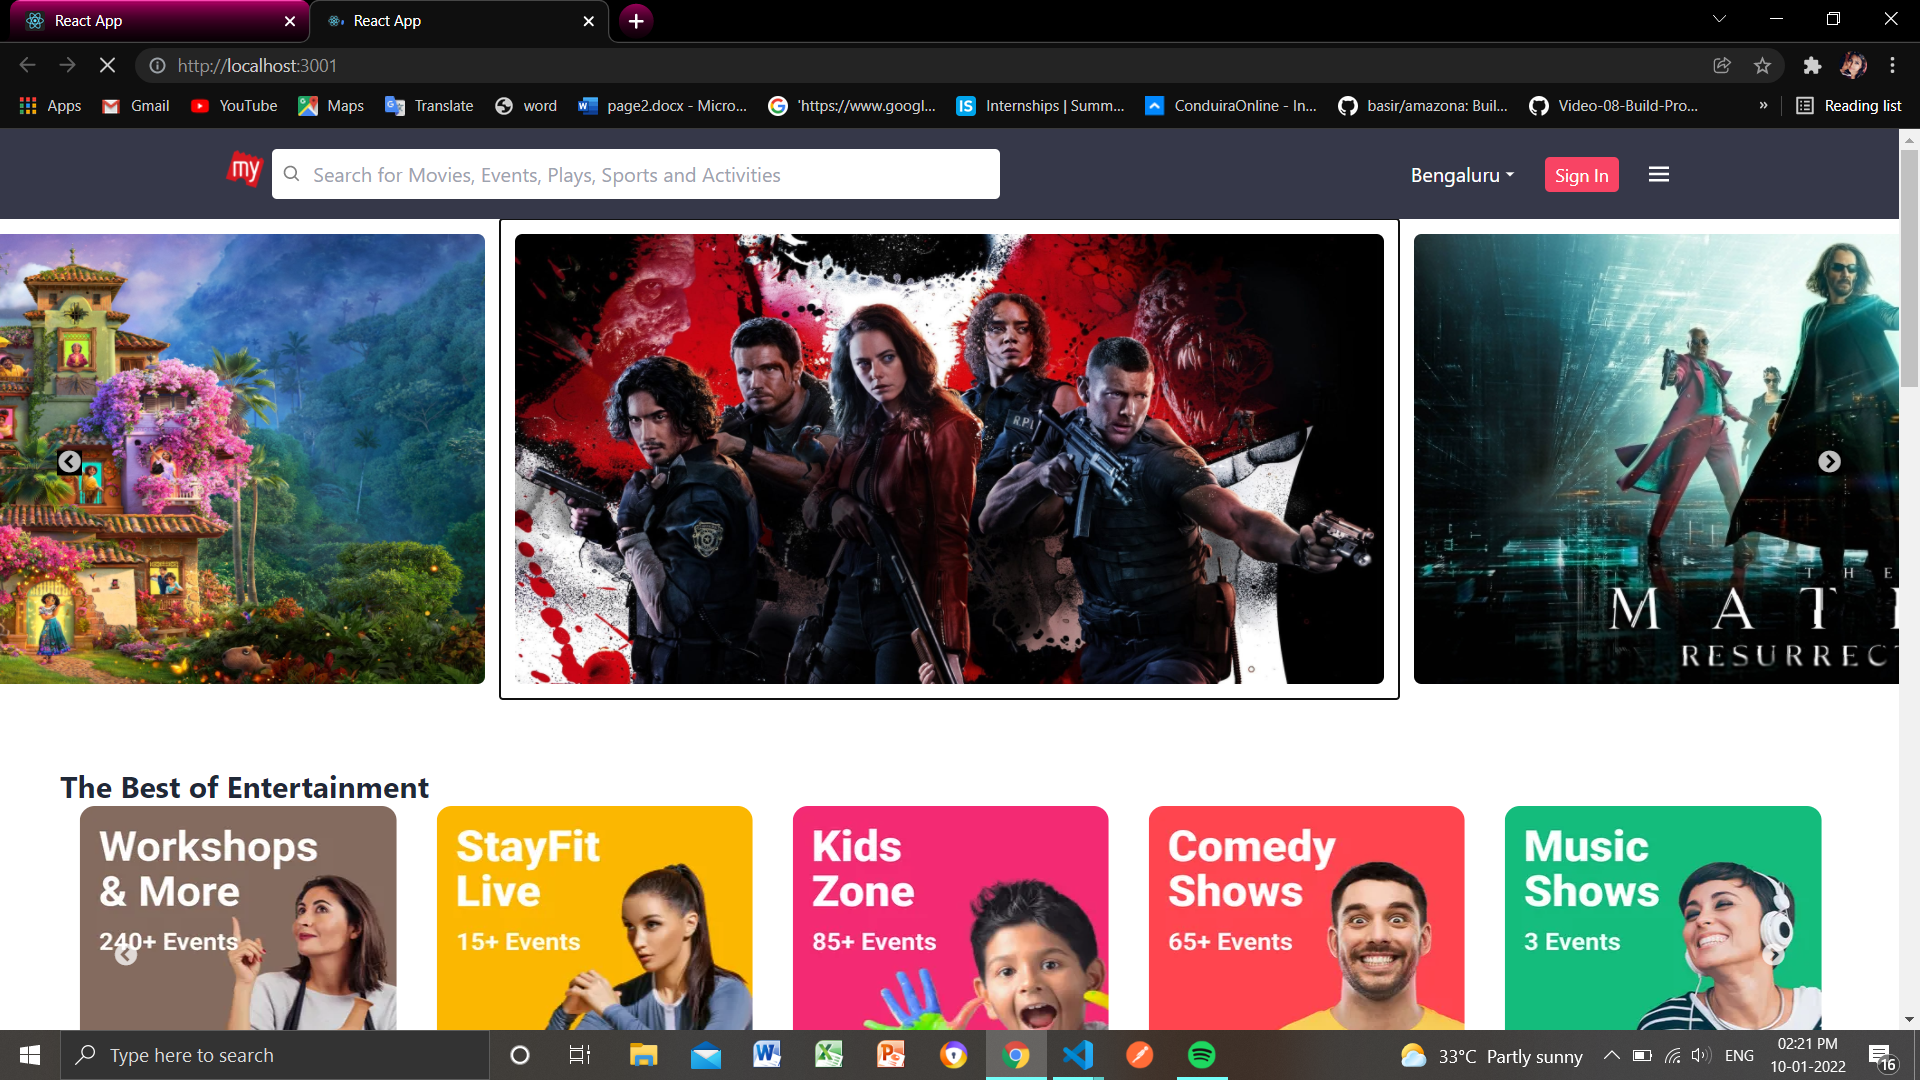 React App
React App
http://localhost:3001
Apps
Gmail
YouTube
Maps
Translate
word
page2.docx - Micro...
'https://www.googl...
Internships | Summ...
ConduiraOnline - In...
basir/amazona: Buil...
Video-08-Build-Pro...
»
Reading list
my
Search for Movies, Events, Plays, Sports and Activities
Bengaluru
Sign In
R.P.
THE
MAT
RESURRECT
The Best of Entertainment
Workshops
& More
240+ Events
StayFit
Live
15+ Events
Kids
Zone
85+ Events
Comedy
Shows
65+ Events
Music
Shows
3 Events
Type here to search
33°C Partly sunny
ENG
02:21 PM
10-01-2022
16